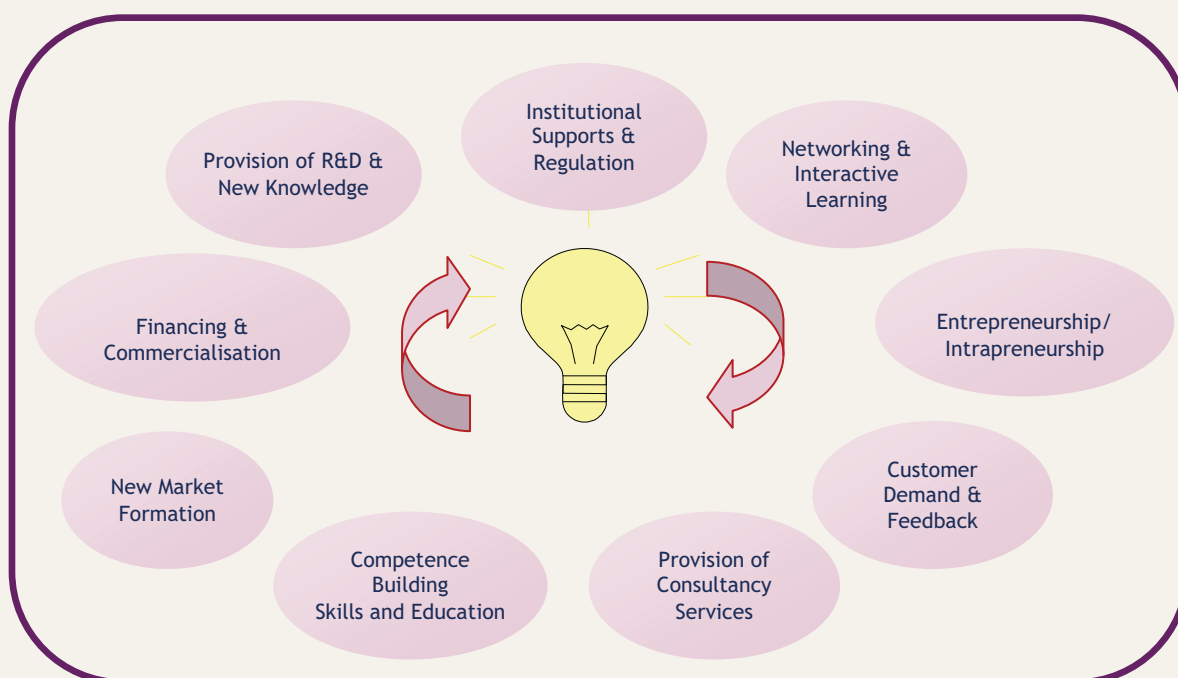 Institutional
Supports &
Regulation
Provision of R&D &
New Knowledge
Networking &
Interactive
Learning
Financing &
Commercialisation
Entrepreneurship/
Intrapreneurship
New Market
Formation
Customer
Demand &
Feedback
Competence
Building
Skills and Education
Provision of
Consultancy
Services